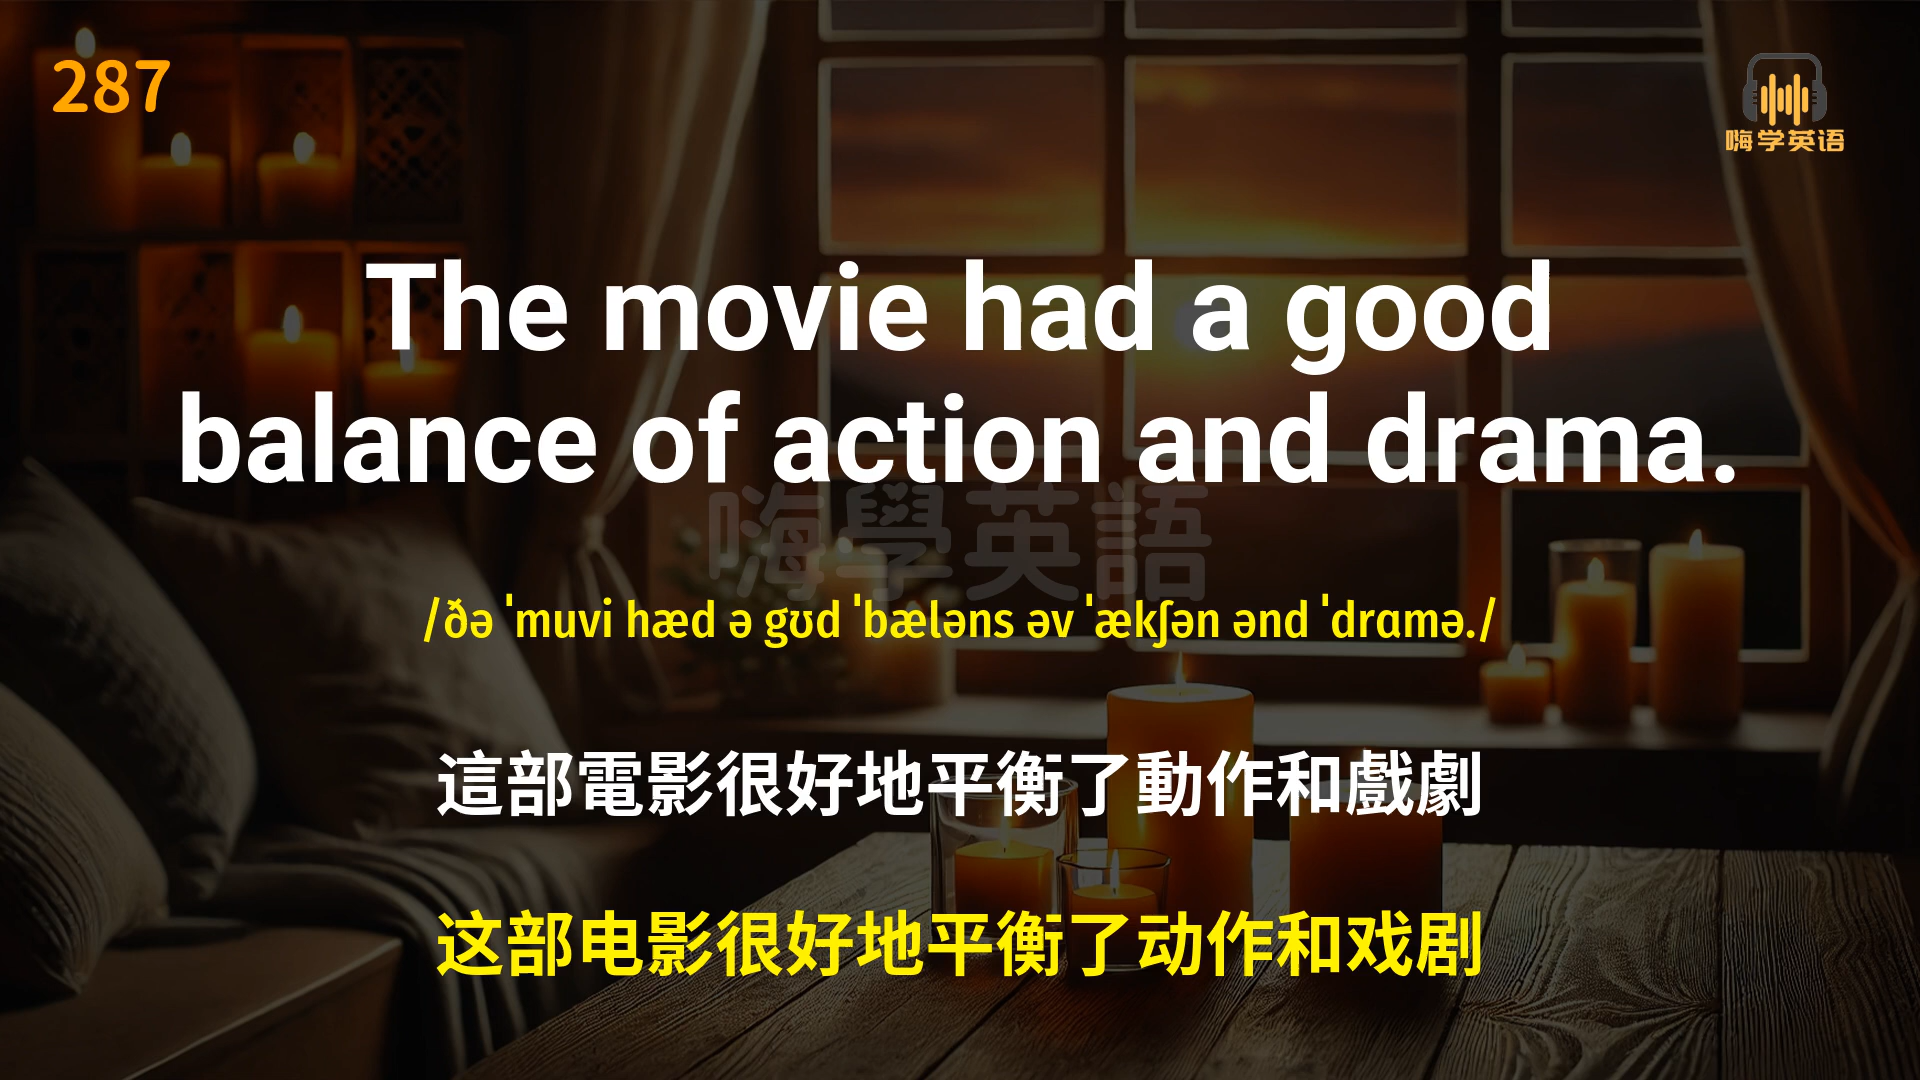 287
嗨学英语
The movie had a good
balance of action and drama.
嗨學英語
/ðə ˈmuvi hæd ə gʊd ˈbæləns əv ˈækʃən ənd ˈdrɑmə./
這部電影很好地平衡了動作和戲劇
这部电影很好地平衡了动作和戏剧